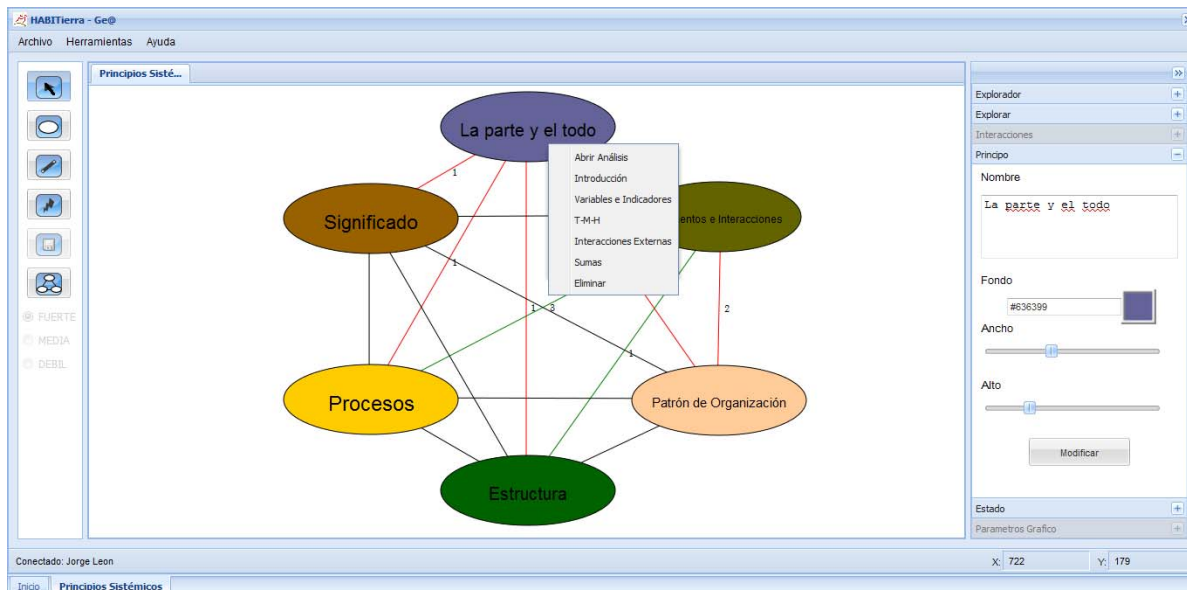 HABITierra - Ge@
Archivo Herramientas Ayuda
Principios Sisté...
FUERTE
MEDIA
DEBIL
La parte y el todo
Significado
entos e Interacciones
Procesos
Patrón de Organización
Estructura
1
1
1
3
1
2
Abrir Análisis
Introducción
Variables e Indicadores
T-M-H
Interacciones Externas
Sumas
Eliminar
Explorador
Explorar
Interacciones
Principo
Nombre
La parte y el todo
Fondo
#636399
Ancho
Alto
Modificar
Estado
Parametros Grafico
Conectado: Jorge Leon
X: 722 Y: 179
Inicio Principios Sistémicos